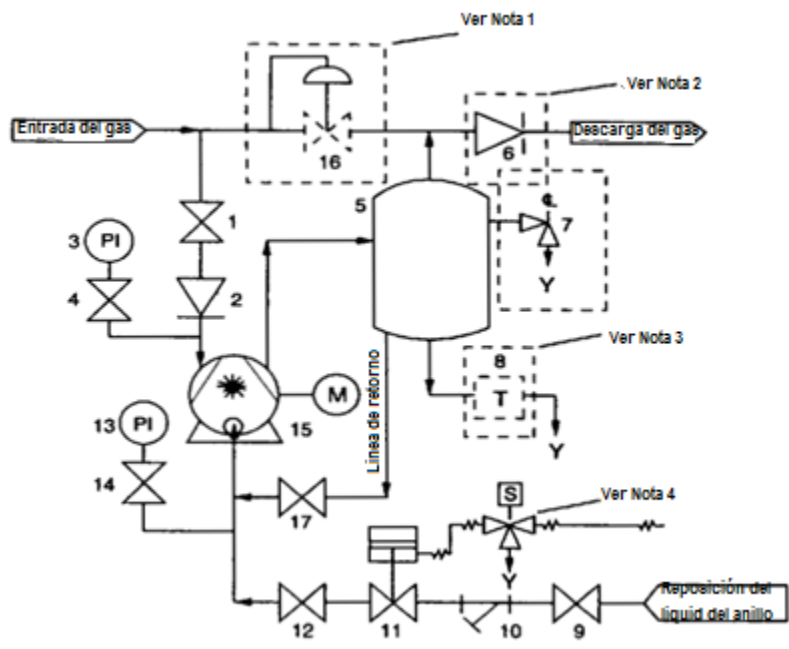 Ver Nota 1
Ver Nota 2
Entrada del gas
Descarga del gas
16
6
5
℄
7
1
3 PI
Y
4
2
Ver Nota 3
8
T
M
Linea de retorno
13 PI
15
Y
14
S
Ver Nota 4
17
Y
Reposición del
liquid del anillo
12
11
10
9